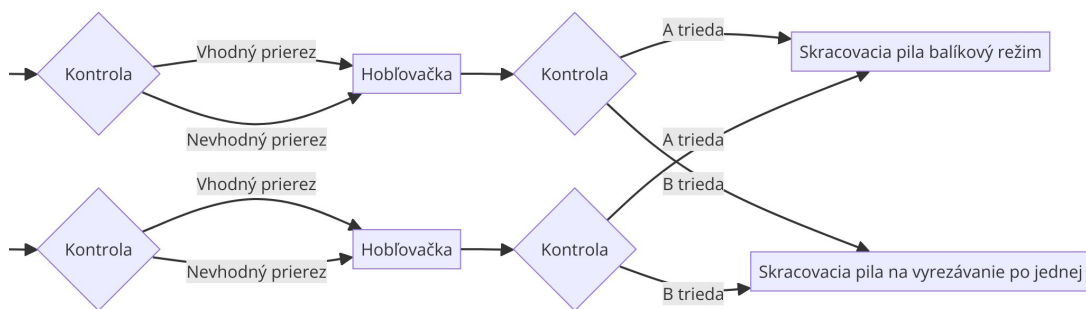 Kontrola
Vhodný prierez
Nevhodný prierez
Hobľovačka
Kontrola
A trieda
B trieda
Skracovacia pila balíkový režim
Kontrola
Vhodný prierez
Nevhodný prierez
Hobľovačka
Kontrola
A trieda
B trieda
Skracovacia pila na vyrezávanie po jednej